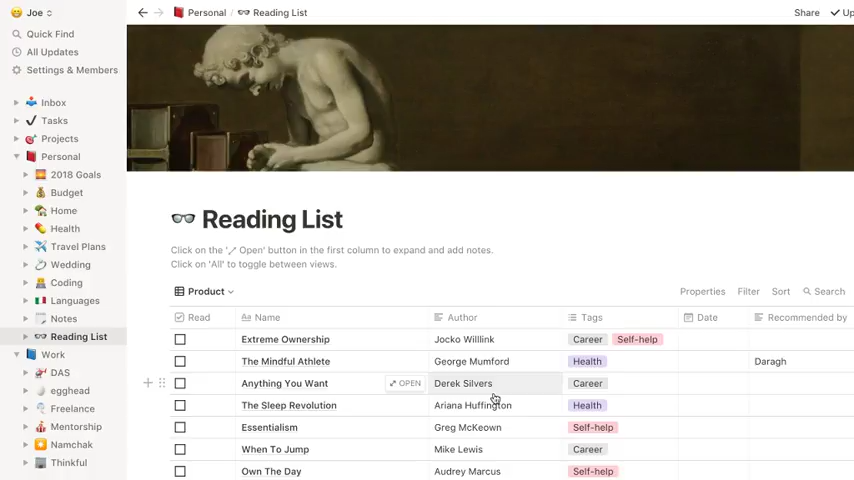 Joe
Personal / Reading List
Share
Up
Quick Find
All Updates
Settings & Members
Inbox
Tasks
Projects
Personal
2018 Goals
Budget
Home
Health
Travel Plans
Wedding
Coding
Languages
Notes
Reading List
Work
DAS
egghead
Freelance
Mentorship
Namchak
Thinkful
Reading List
Click on the '⤢ Open' button in the first column to expand and add notes.
Click on 'All' to toggle between views.
Product
Properties Filter Sort Search
Read Aa Name Author Tags Date Recommended by
Extreme Ownership Jocko Willlink Career Self-help
The Mindful Athlete George Mumford Health Daragh
Anything You Want OPEN Derek Silvers Career
The Sleep Revolution Ariana Huffington Health
Essentialism Greg McKeown Self-help
When To Jump Mike Lewis Career
Own The Day Audrey Marcus Self-help